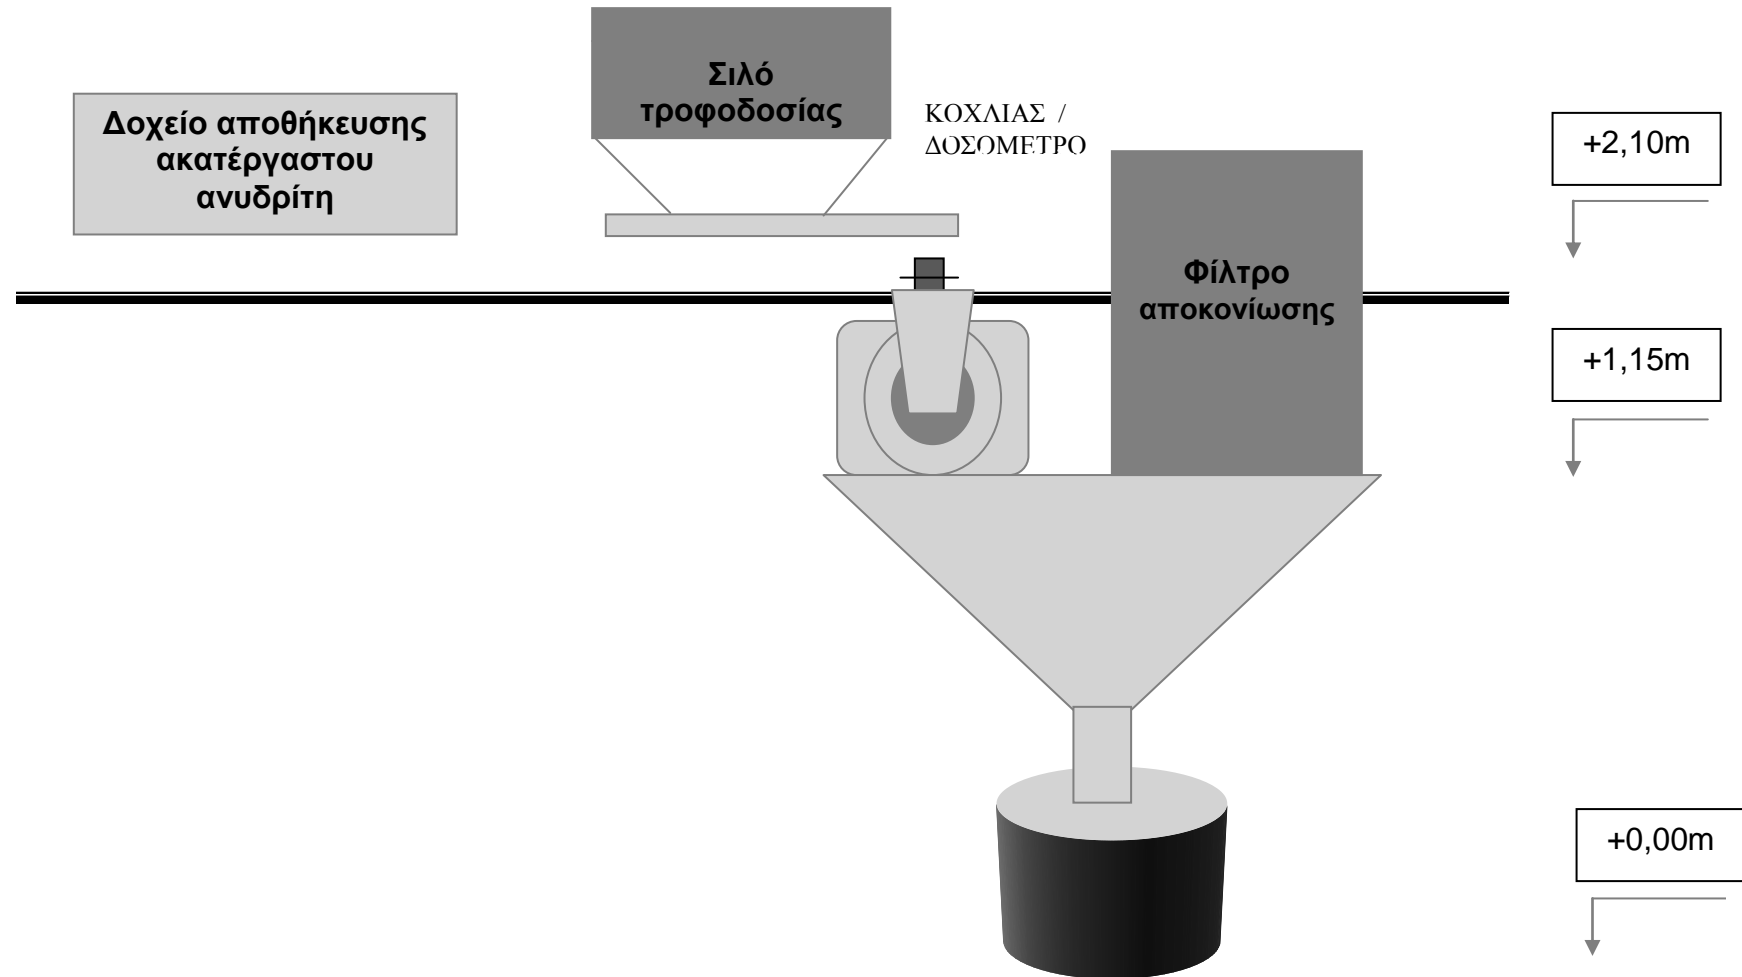 Σιλό
τροφοδοσίας
Δοχείο αποθήκευσης
ακατέργαστου
ανυδρίτη
ΚΟΧΛΙΑΣ /
ΔΟΣΟΜΕΤΡΟ
+2,10m
Φίλτρο
αποκονίωσης
+1,15m
+0,00m